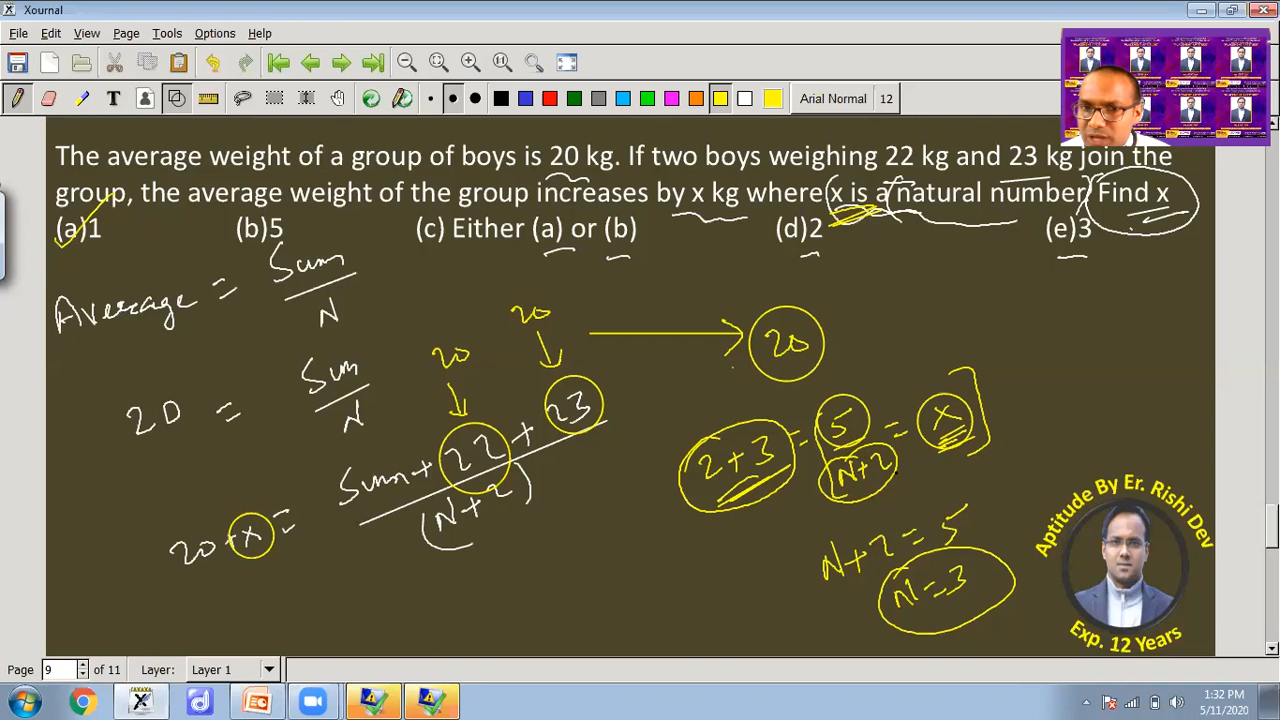 Xournal
File Edit View Page Tools Options Help
T Arial Normal 12
The average weight of a group of boys is 20 kg. If two boys weighing 22 kg and 23 kg join the
group, the average weight of the group increases by x kg where (x is a (natural number) Find x
(a)1 (b)5 (c) Either (a) or (b) (d)2 (e)3
Average = Sum
N
20 = Sum
N
20 20 20
20+x = Sum + 22 + 23
(N+2)
2+3 = 5 = x
N+2
N+2 = 5
N = 3
Aptitude By Er. Rishi Dev
Exp. 12 Years
Page 9 of 11 Layer: Layer 1
1:32 PM
5/11/2020